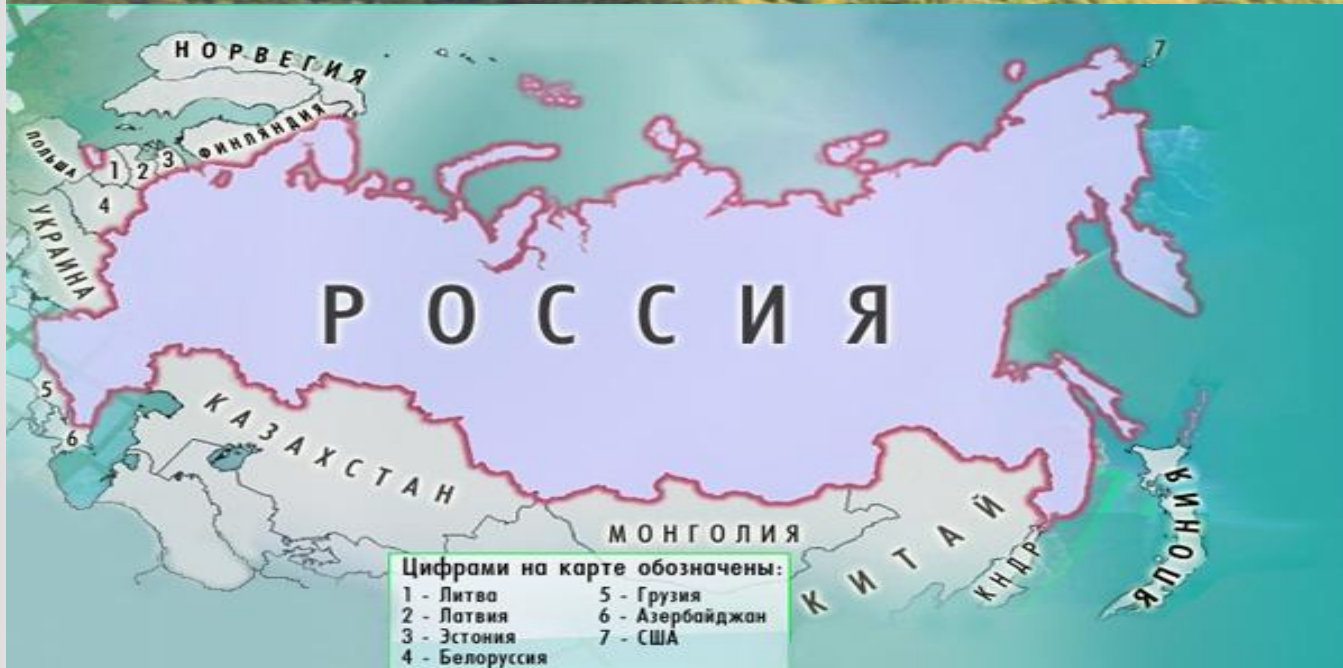 НОРВЕГИЯ
7
ФИНЛЯНДИЯ
ПОЛЬША
1
2
3
4
УКРАИНА
РОССИЯ
5
6
КАЗАХСТАН
МОНГОЛИЯ
КИТАЙ
КНДР
ЯПОНИЯ
Цифрами на карте обозначены:
1 - Литва
2 - Латвия
3 - Эстония
4 - Белоруссия
5 - Грузия
6 - Азербайджан
7 - США